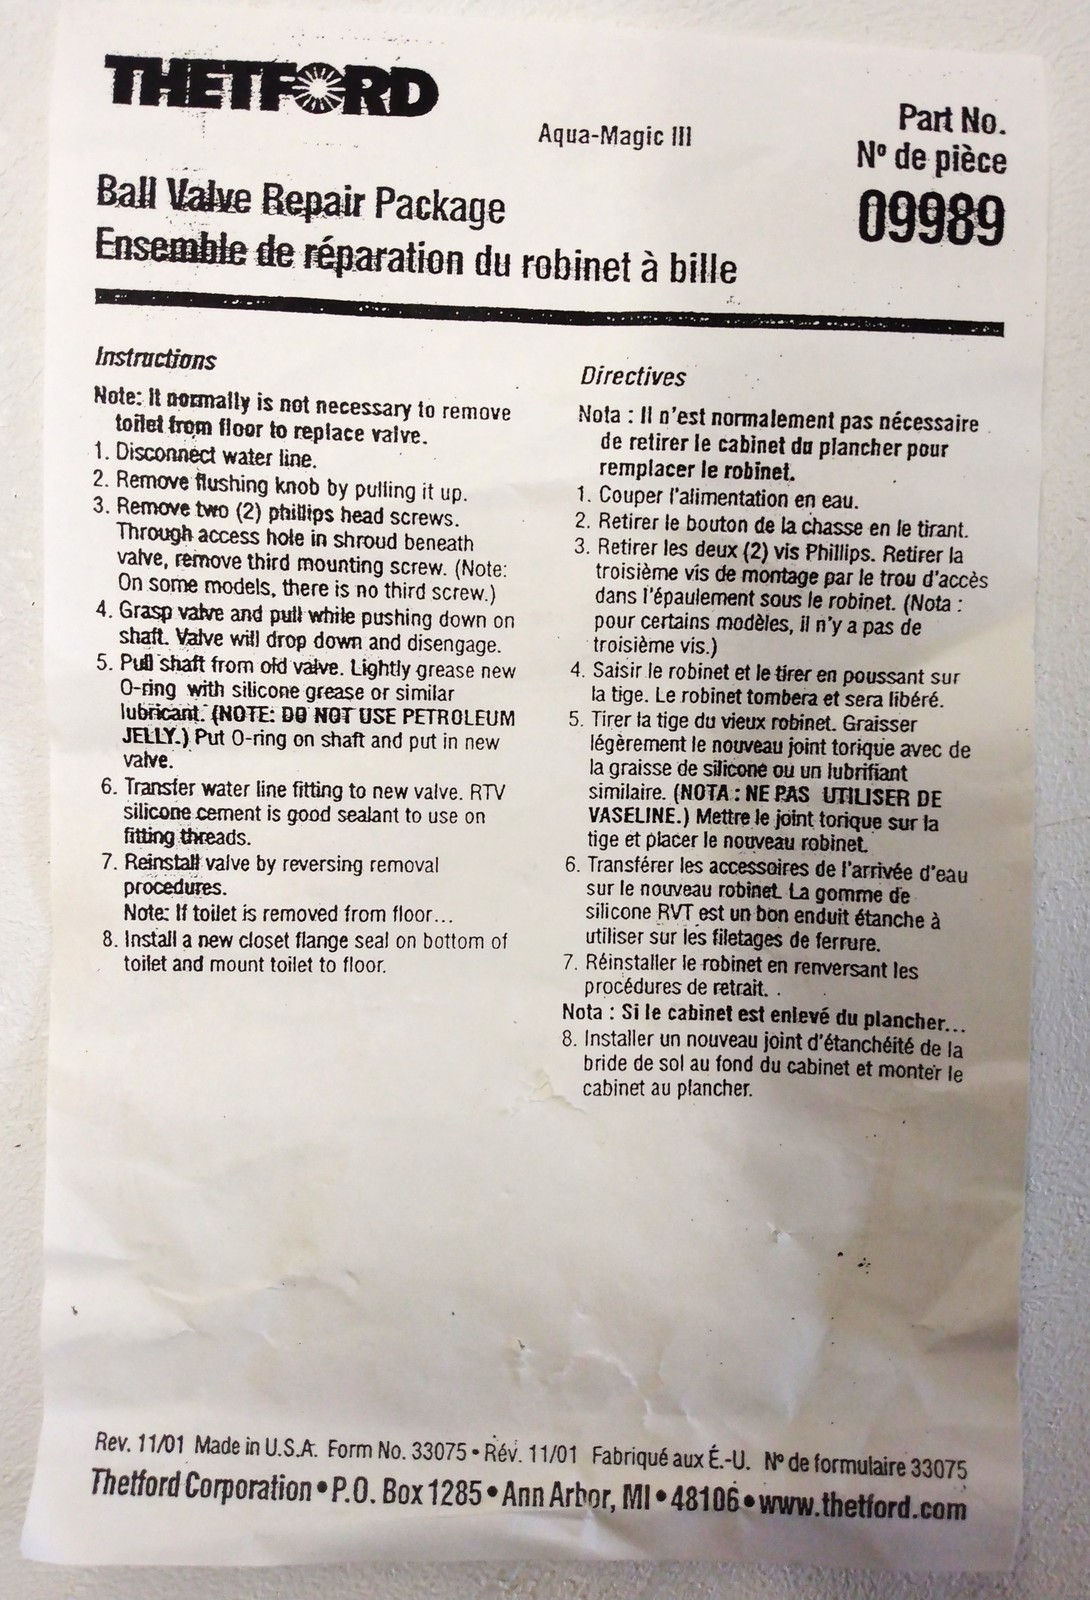 THETFORD
Aqua-Magic III
Part No.
Nº de pièce
09989
Ball Valve Repair Package
Ensemble de réparation du robinet à bille
Instructions
Note: It normally is not necessary to remove
toilet from floor to replace valve.
1. Disconnect water line.
2. Remove flushing knob by pulling it up.
3. Remove two (2) phillips head screws.
Through access hole in shroud beneath
valve, remove third mounting screw. (Note:
On some models, there is no third screw.)
4. Grasp valve and pull while pushing down on
shaft. Valve will drop down and disengage.
5. Pull shaft from old valve. Lightly grease new
O-ring with silicone grease or similar
lubricant. (NOTE: DO NOT USE PETROLEUM
JELLY.) Put O-ring on shaft and put in new
valve.
6. Transfer water line fitting to new valve. RTV
silicone cement is good sealant to use on
fitting threads.
7. Reinstall valve by reversing removal
procedures.
Note: If toilet is removed from floor...
8. Install a new closet flange seal on bottom of
toilet and mount toilet to floor.
Directives
Nota : Il n'est normalement pas nécessaire
de retirer le cabinet du plancher pour
remplacer le robinet.
1. Couper l'alimentation en eau.
2. Retirer le bouton de la chasse en le tirant.
3. Retirer les deux (2) vis Phillips. Retirer la
troisième vis de montage par le trou d'accès
dans l'épaulement sous le robinet. (Nota :
pour certains modèles, il n'y a pas de
troisième vis.)
4. Saisir le robinet et le tirer en poussant sur
la tige. Le robinet tombera et sera libéré.
5. Tirer la tige du vieux robinet. Graisser
légèrement le nouveau joint torique avec de
la graisse de silicone ou un lubrifiant
similaire. (NOTA : NE PAS UTILISER DE
VASELINE.) Mettre le joint torique sur la
tige et placer le nouveau robinet.
6. Transférer les accessoires de l'arrivée d'eau
sur le nouveau robinet. La gomme de
silicone RVT est un bon enduit étanche à
utiliser sur les filetages de ferrure.
7. Réinstaller le robinet en renversant les
procédures de retrait.
Nota : Si le cabinet est enlevé du plancher...
8. Installer un nouveau joint d'étanchéité de la
bride de sol au fond du cabinet et monter le
cabinet au plancher.
Rev. 11/01 Made in U.S.A. Form No. 33075 • Rév. 11/01 Fabriqué aux É.-U. Nº de formulaire 33075
Thetford Corporation • P.O. Box 1285 • Ann Arbor, MI • 48106 • www.thetford.com